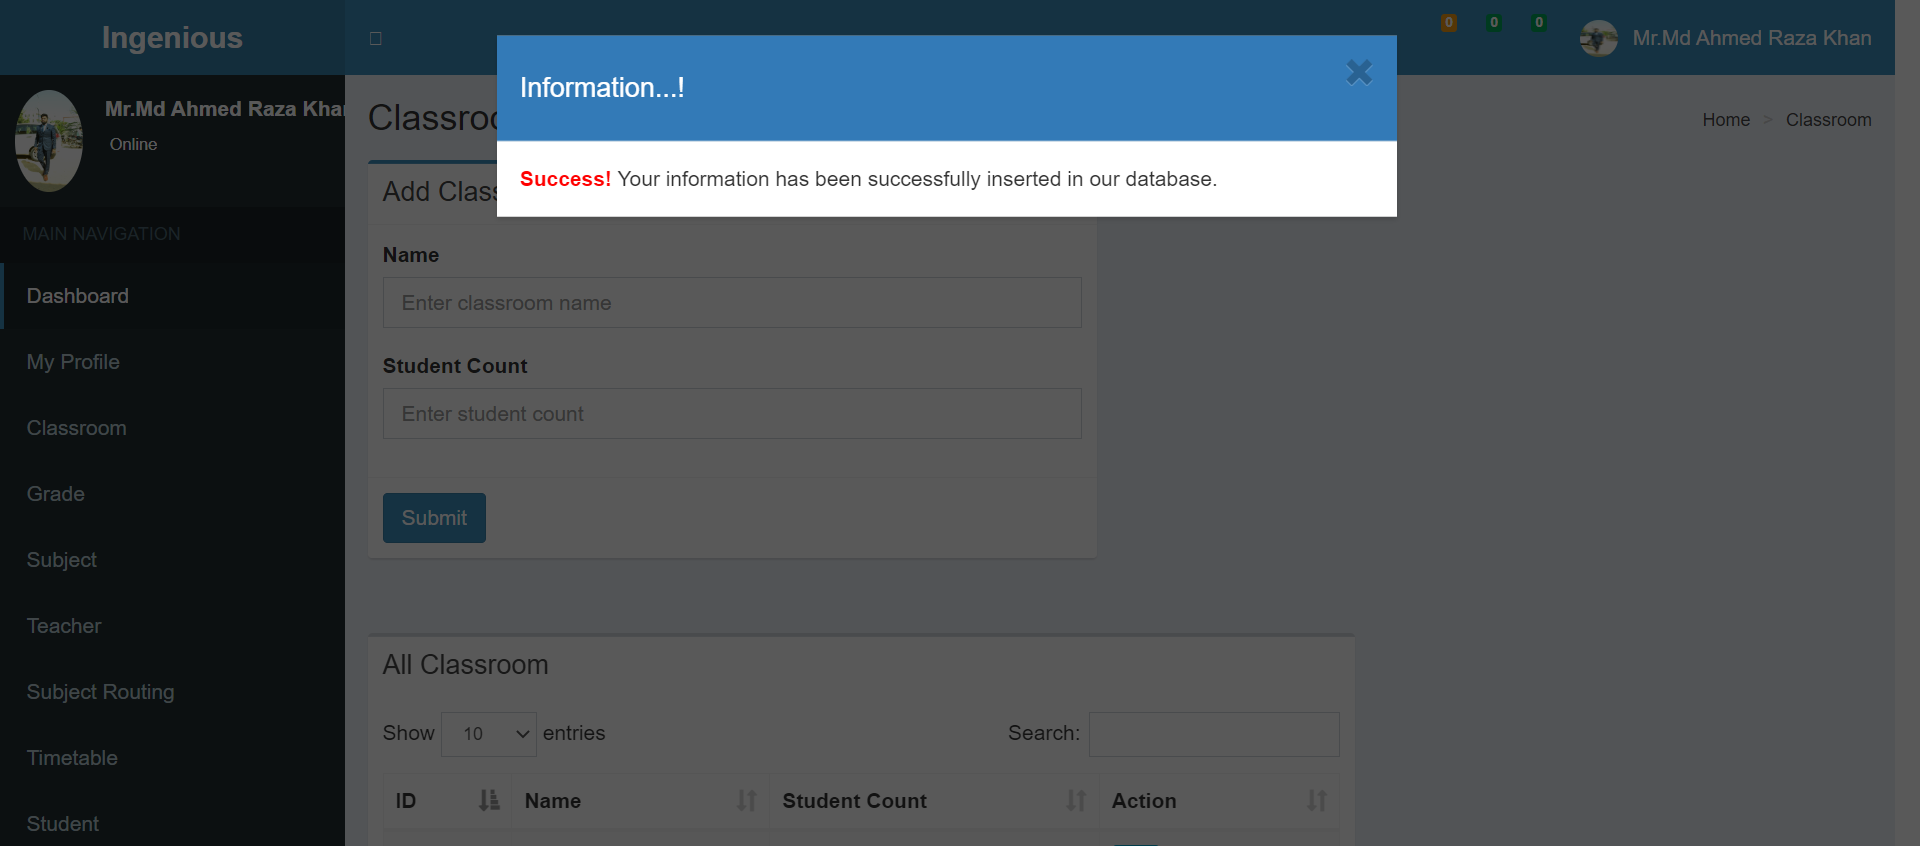 Ingenious
0
0
0
Mr.Md Ahmed Raza Khan
Mr.Md Ahmed Raza Khan
Online
MAIN NAVIGATION
Dashboard
My Profile
Classroom
Grade
Subject
Teacher
Subject Routing
Timetable
Student
Information...!
Success! Your information has been successfully inserted in our database.
Classroo
Home > Classroom
Add Clas
Name
Enter classroom name
Student Count
Enter student count
Submit
All Classroom
Show 10 entries
Search:
ID Name Student Count Action